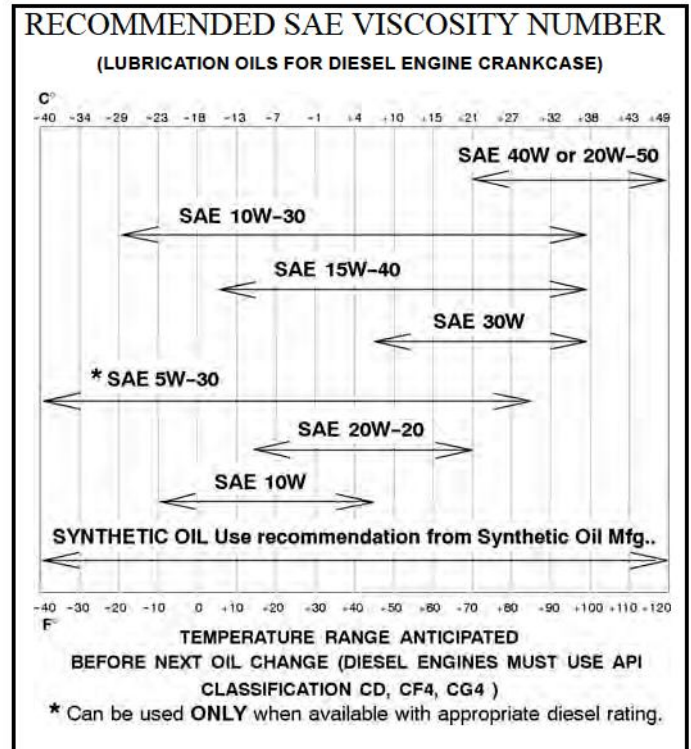 RECOMMENDED SAE VISCOSITY NUMBER
(LUBRICATION OILS FOR DIESEL ENGINE CRANKCASE)
C°
-40 -34 -29 -23 -18 -13 -7 -1 +4 +10 +15 +21 +27 +32 +38 +43 +49
SAE 40W or 20W-50
SAE 10W-30
SAE 15W-40
SAE 30W
* SAE 5W-30
SAE 20W-20
SAE 10W
SYNTHETIC OIL Use recommendation from Synthetic Oil Mfg..
-40 -30 -20 -10 0 +10 +20 +30 +40 +50 +60 +70 +80 +90 +100 +110 +120
F°
TEMPERATURE RANGE ANTICIPATED
BEFORE NEXT OIL CHANGE (DIESEL ENGINES MUST USE API
CLASSIFICATION CD, CF4, CG4 )
* Can be used ONLY when available with appropriate diesel rating.